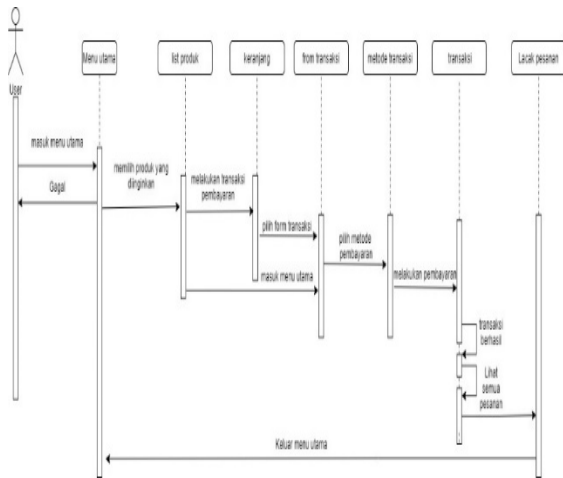 Menu utama
list produk
keranjang
from transaksi
metode transaksi
transaksi
Lacak pesanan
User
masuk menu utama
Gagal
memilih produk yang
diinginkan
melakukan transaksi
pembayaran
pilih form transaksi
masuk menu utama
pilih metode
pembayaran
melakukan pembayaran
transaksi
berhasil
Lihat
semua
pesanan
Keluar menu utama